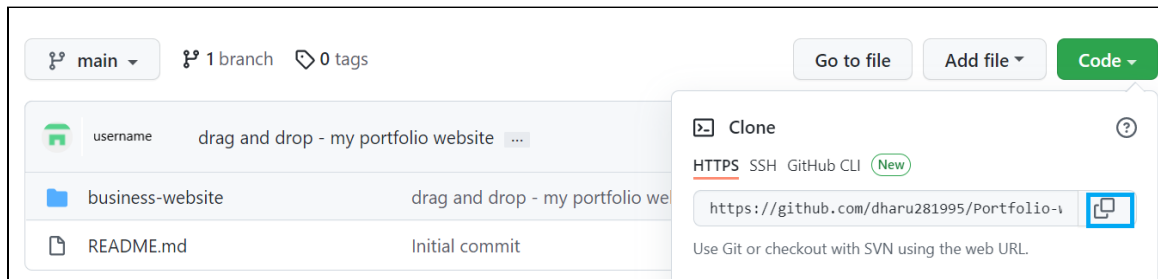 main 1 branch 0 tags Go to file Add file Code
username drag and drop - my portfolio website ...
Clone
HTTPS SSH GitHub CLI New
business-website drag and drop - my portfolio
https://github.com/dharu281995/Portfolio-
README.md Initial commit
Use Git or checkout with SVN using the web URL.